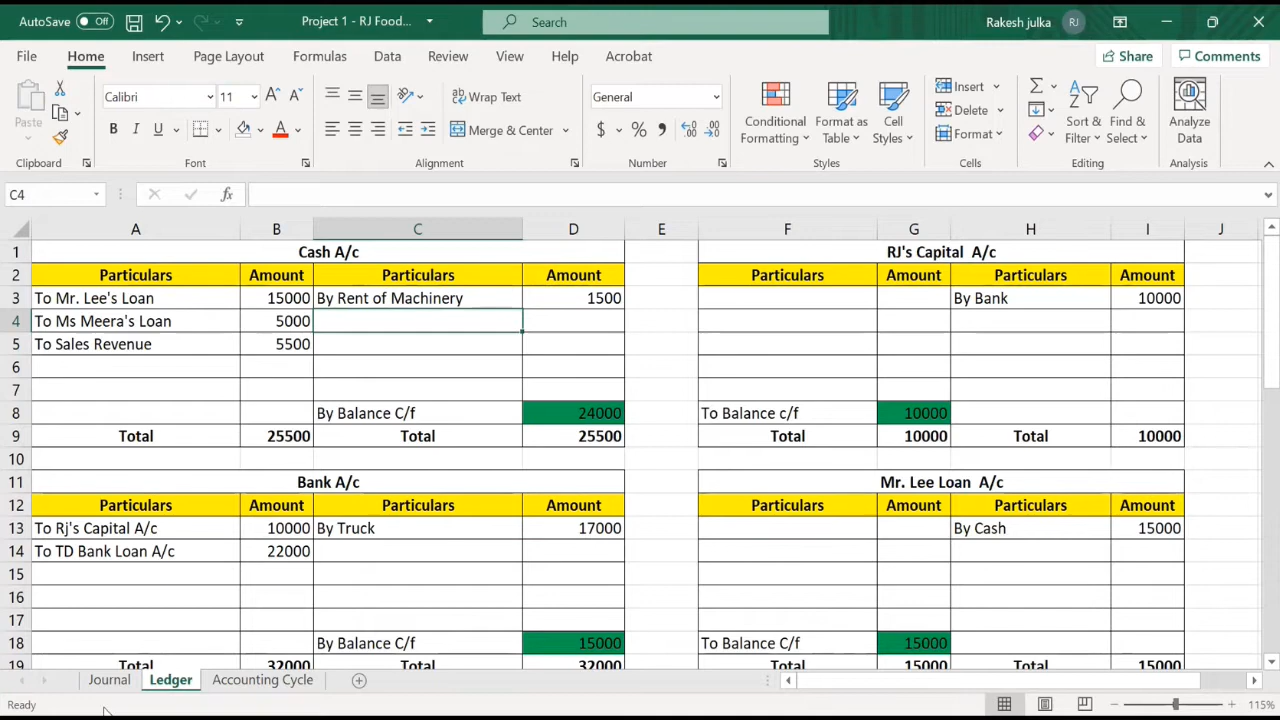 AutoSave Off Project 1 - RJ Food... Search Rakesh julka RJ
File Home Insert Page Layout Formulas Data Review View Help Acrobat Share Comments
Paste Calibri 11 Wrap Text General Insert
Merge & Center Conditional Formatting Format as Table Cell Styles Delete Format Sort & Filter Find & Select Analyze Data
Clipboard Font Alignment Number Styles Cells Editing Analysis
C4 fx
A B C D E F G H I J
1 Cash A/c RJ's Capital A/c
2 Particulars Amount Particulars Amount Particulars Amount Particulars Amount
3 To Mr. Lee's Loan 15000 By Rent of Machinery 1500 By Bank 10000
4 To Ms Meera's Loan 5000
5 To Sales Revenue 5500
6
7
8 By Balance C/f 24000 To Balance c/f 10000
9 Total 25500 Total 25500 Total 10000 Total 10000
10
11 Bank A/c Mr. Lee Loan A/c
12 Particulars Amount Particulars Amount Particulars Amount Particulars Amount
13 To Rj's Capital A/c 10000 By Truck 17000 By Cash 15000
14 To TD Bank Loan A/c 22000
15
16
17
18 By Balance C/f 15000 To Balance C/f 15000
19 Total 32000 Total 32000 Total 15000 Total 15000
Journal Ledger Accounting Cycle
Ready 115%